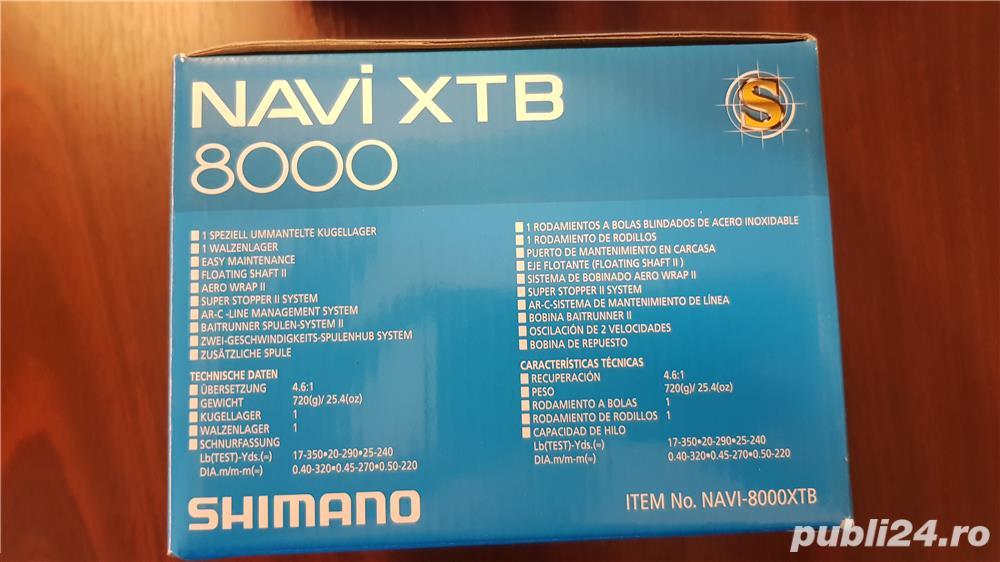 NAVi XTB
8000
S
1 SPEZIELL UMMANTELTE KUGELLAGER
1 WALZENLAGER
EASY MAINTENANCE
FLOATING SHAFT II
AERO WRAP II
SUPER STOPPER II SYSTEM
AR-C -LINE MANAGEMENT SYSTEM
BAITRUNNER SPULEN-SYSTEM II
ZWEI-GESCHWINDIGKEITS-SPULENHUB SYSTEM
ZUSÄTZLICHE SPULE
TECHNISCHE DATEN
ÜBERSETZUNG 4.6:1
GEWICHT 720(g)/ 25.4(oz)
KUGELLAGER 1
WALZENLAGER 1
SCHNURFASSUNG
Lb(TEST)-Yds.(≈) 17-350•20-290•25-240
DIA.m/m-m(≈) 0.40-320•0.45-270•0.50-220
1 RODAMIENTOS A BOLAS BLINDADOS DE ACERO INOXIDABLE
1 RODAMIENTO DE RODILLOS
PUERTO DE MANTENIMIENTO EN CARCASA
EJE FLOTANTE (FLOATING SHAFT II )
SISTEMA DE BOBINADO AERO WRAP II
SUPER STOPPER II SYSTEM
AR-C-SISTEMA DE MANTENIMIENTO DE LÍNEA
BOBINA BAITRUNNER II
OSCILACIÓN DE 2 VELOCIDADES
BOBINA DE REPUESTO
CARACTERÍSTICAS TÉCNICAS
RECUPERACIÓN 4.6:1
PESO 720(g)/ 25.4(oz)
RODAMIENTO A BOLAS 1
RODAMIENTO DE RODILLOS 1
CAPACIDAD DE HILO
Lb(TEST)-Yds.(≈) 17-350•20-290•25-240
DIA.m/m-m(≈) 0.40-320•0.45-270•0.50-220
SHIMANO
ITEM No. NAVI-8000XTB
publi24.ro